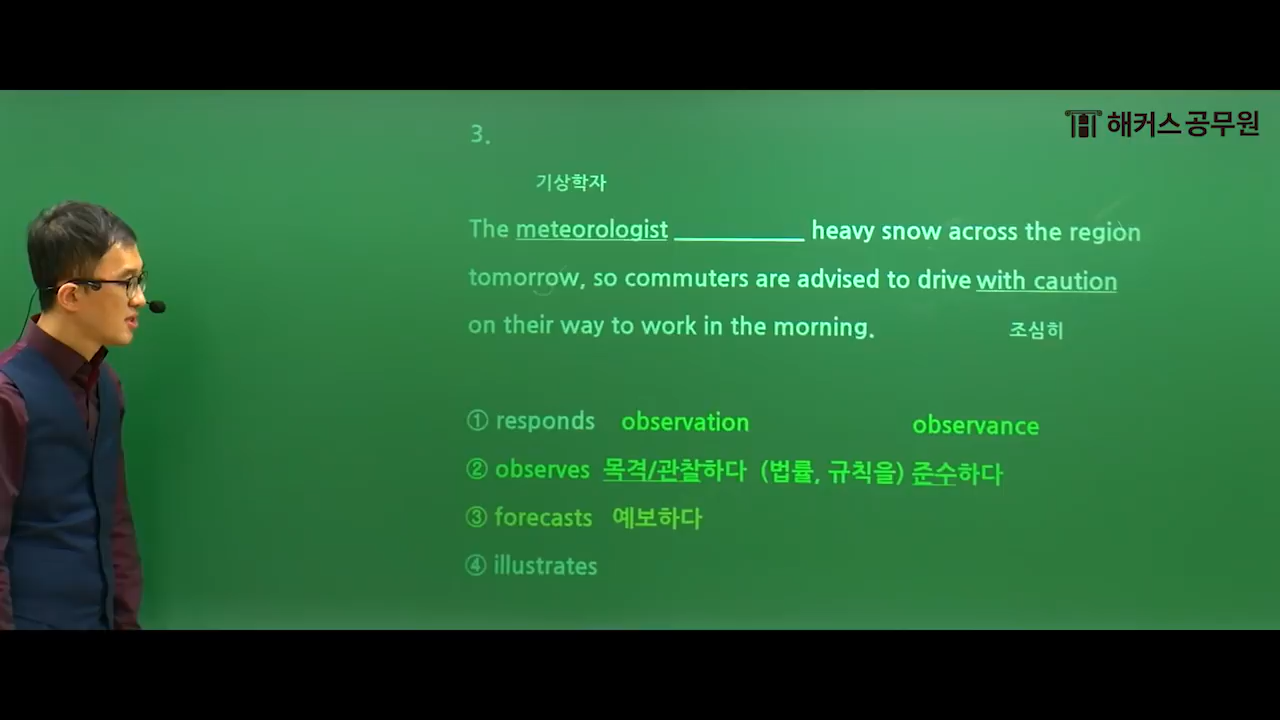 해커스공무원
3.
기상학자
The meteorologist __________ heavy snow across the region
tomorrow, so commuters are advised to drive with caution
on their way to work in the morning.
조심히
① responds observation observance
② observes 목격/관찰하다 (법률, 규칙을) 준수하다
③ forecasts 예보하다
④ illustrates